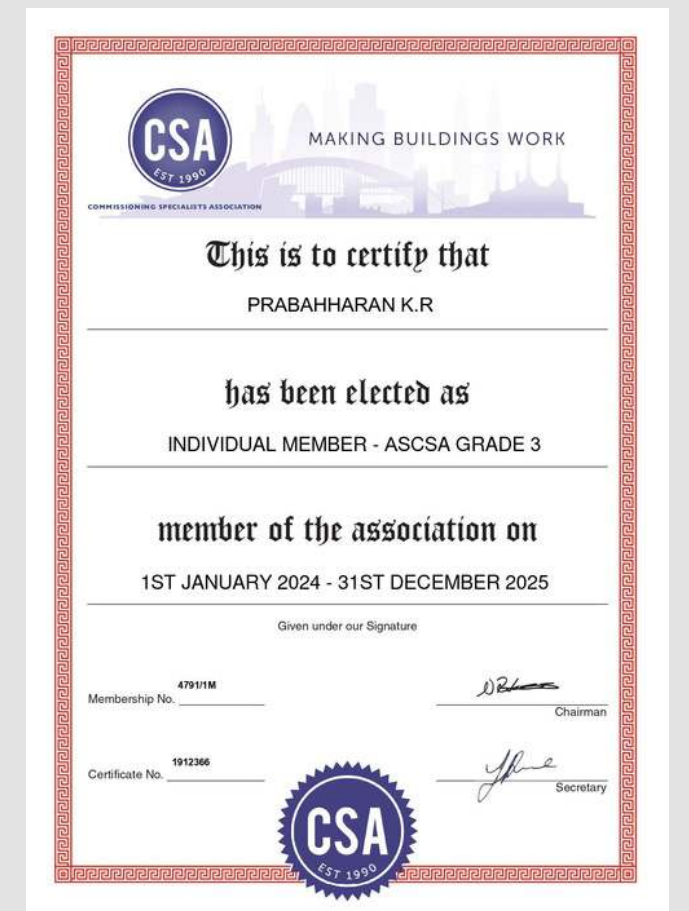 CSA
EST 1990
COMMISSIONING SPECIALISTS ASSOCIATION
MAKING BUILDINGS WORK
This is to certify that
PRABAHHARAN K.R
has been elected as
INDIVIDUAL MEMBER - ASCSA GRADE 3
member of the association on
1ST JANUARY 2024 - 31ST DECEMBER 2025
Given under our Signature
Membership No. 4791/1M
Chairman
Certificate No. 1912366
Secretary
CSA
EST 1990